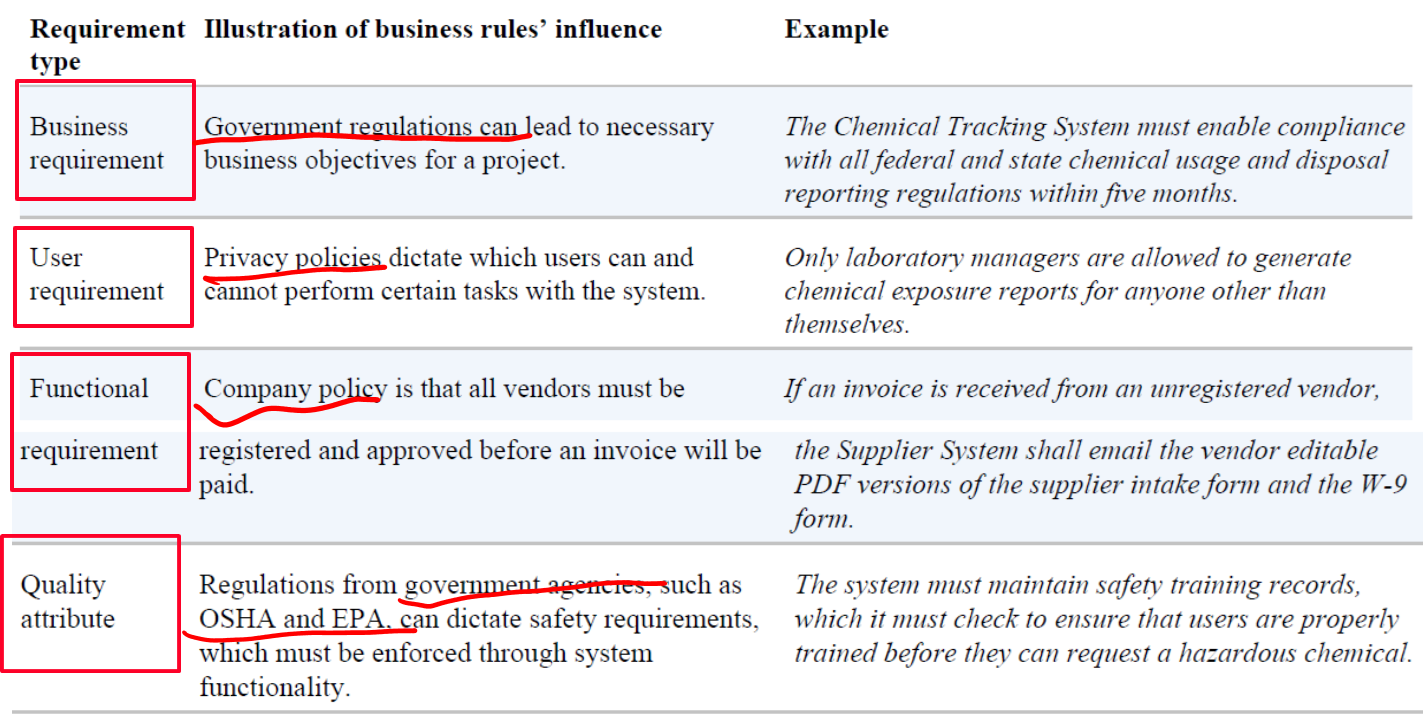 Requirement type Illustration of business rules’ influence Example
Business requirement Government regulations can lead to necessary business objectives for a project. The Chemical Tracking System must enable compliance with all federal and state chemical usage and disposal reporting regulations within five months.
User requirement Privacy policies dictate which users can and cannot perform certain tasks with the system. Only laboratory managers are allowed to generate chemical exposure reports for anyone other than themselves.
Functional Company policy is that all vendors must be If an invoice is received from an unregistered vendor,
requirement registered and approved before an invoice will be paid. the Supplier System shall email the vendor editable PDF versions of the supplier intake form and the W-9 form.
Quality attribute Regulations from government agencies, such as OSHA and EPA, can dictate safety requirements, which must be enforced through system functionality. The system must maintain safety training records, which it must check to ensure that users are properly trained before they can request a hazardous chemical.